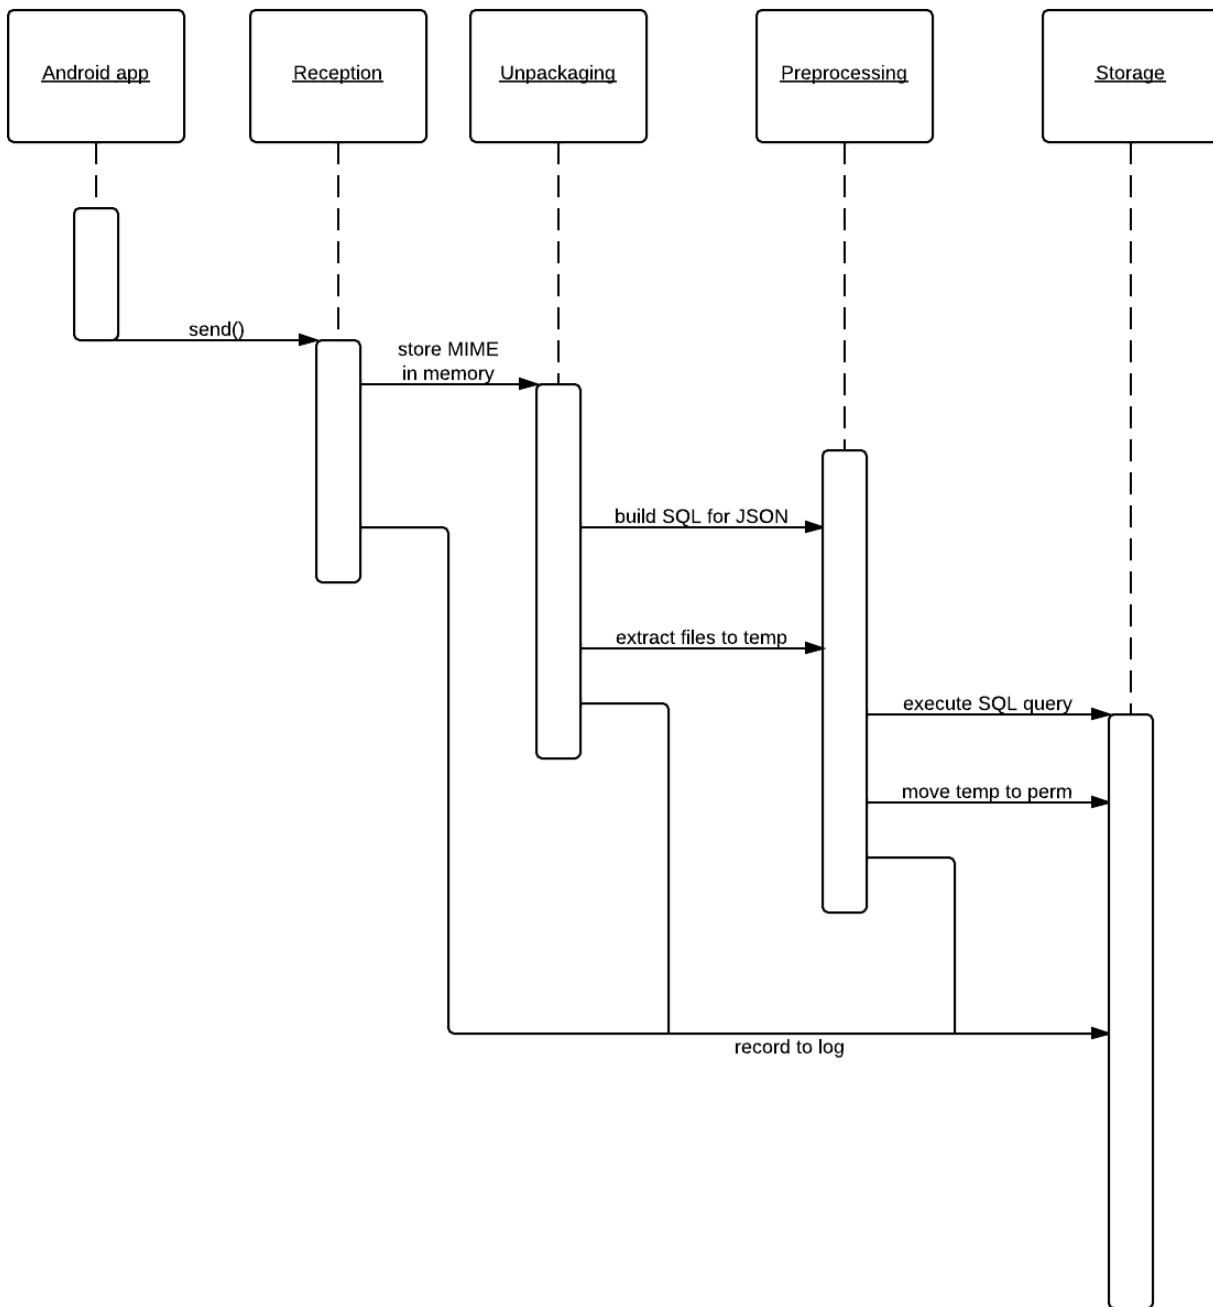 Android app
Reception
Unpackaging
Preprocessing
Storage
send()
store MIME
in memory
build SQL for JSON
extract files to temp
execute SQL query
move temp to perm
record to log